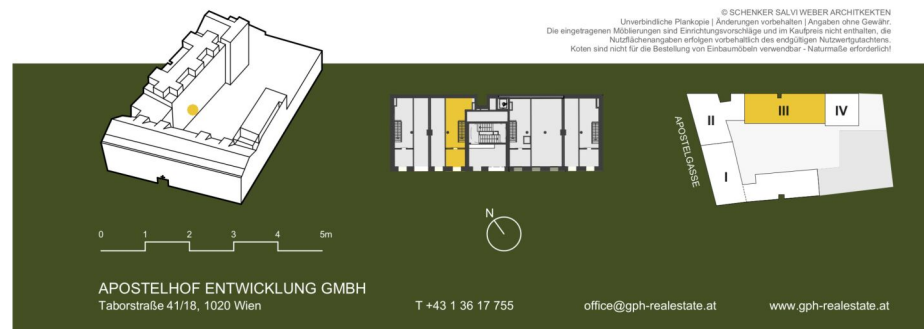 © SCHENKER SALVI WEBER ARCHITKEKTEN
Unverbindliche Plankopie | Änderungen vorbehalten | Angaben ohne Gewähr.
Die eingetragenen Möblierungen sind Einrichtungsvorschläge und im Kaufpreis nicht enthalten, die
Nutzflächenangaben erfolgen vorbehaltlich des endgültigen Nutzwertgutachtens.
Koten sind nicht für die Bestellung von Einbaumöbeln verwendbar - Naturmaße erforderlich!
II
III
IV
I
APOSTELGASSE
N
0 1 2 3 4 5m
APOSTELHOF ENTWICKLUNG GMBH
Taborstraße 41/18, 1020 Wien
T +43 1 36 17 755
office@gph-realestate.at
www.gph-realestate.at